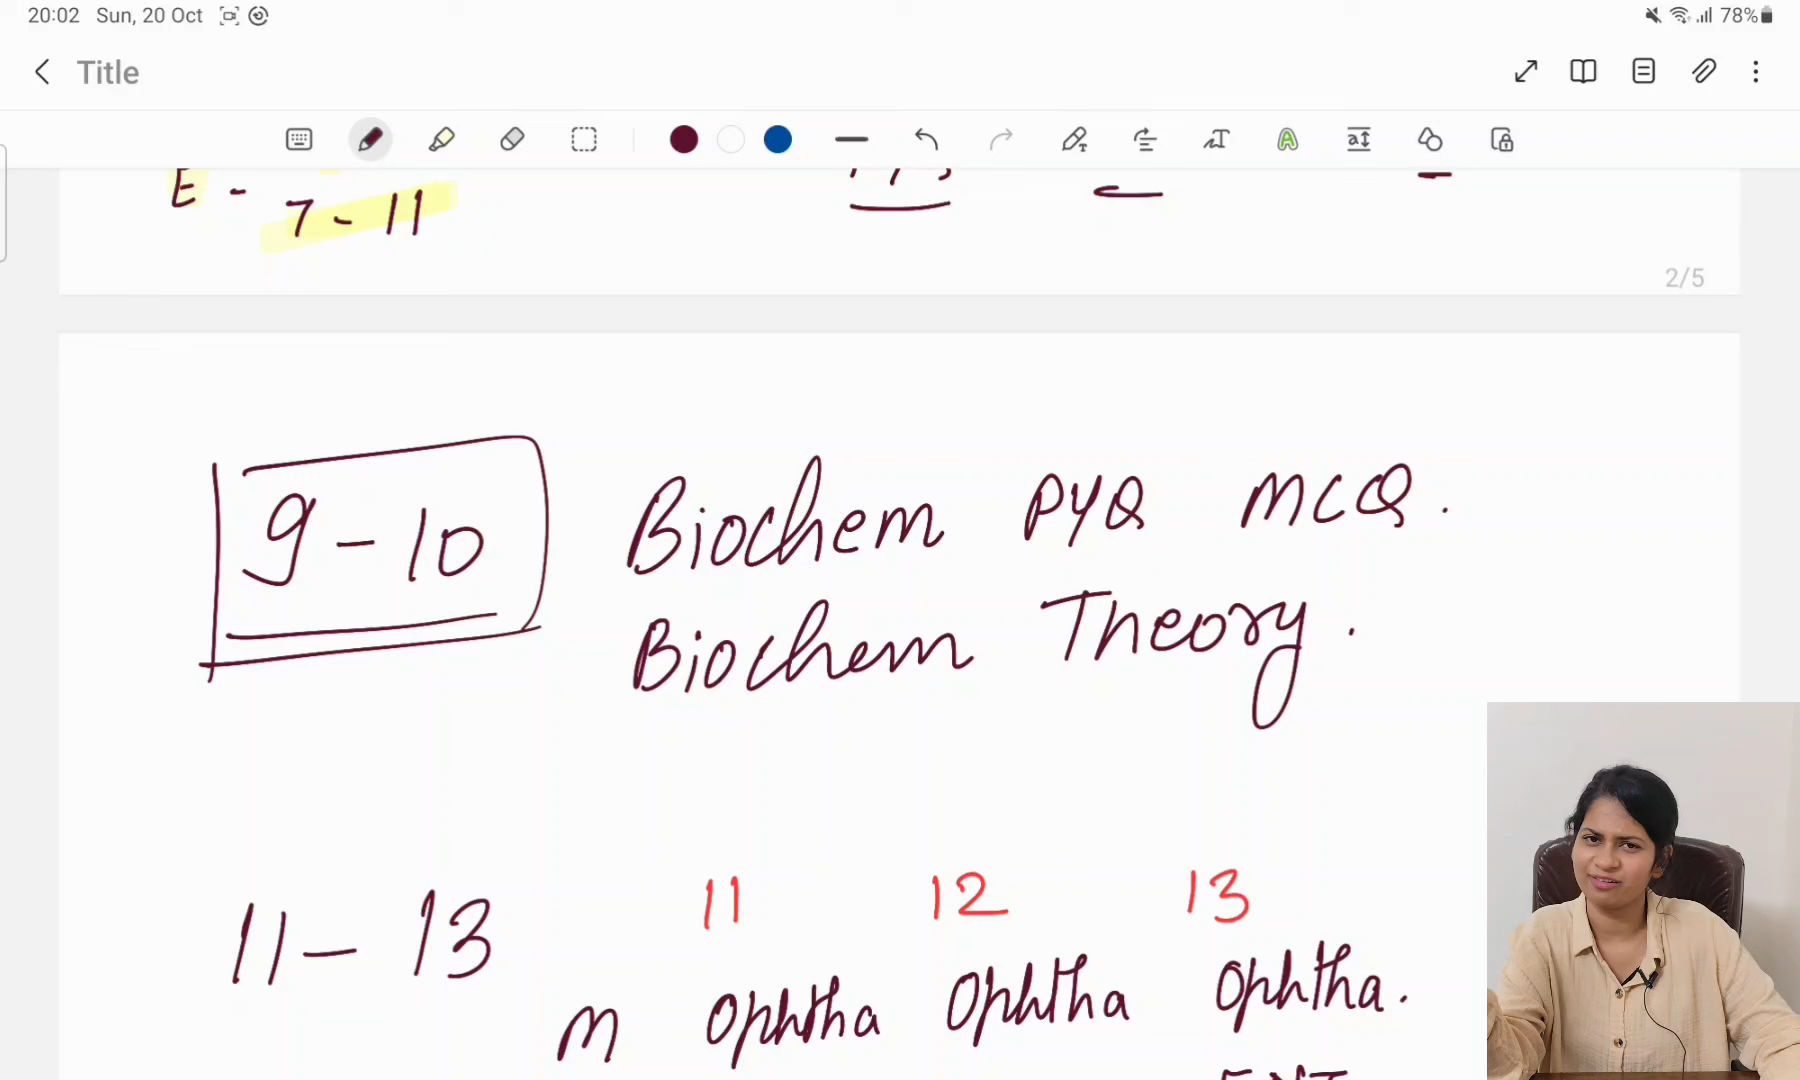 20:02 Sun, 20 Oct 78%
Title
E - 7 - 11
2/5
9 - 10 Biochem PYQ MCQ.
Biochem Theory.
11 12 13
11 - 13
M Ophtha Ophtha Ophtha.
ENT